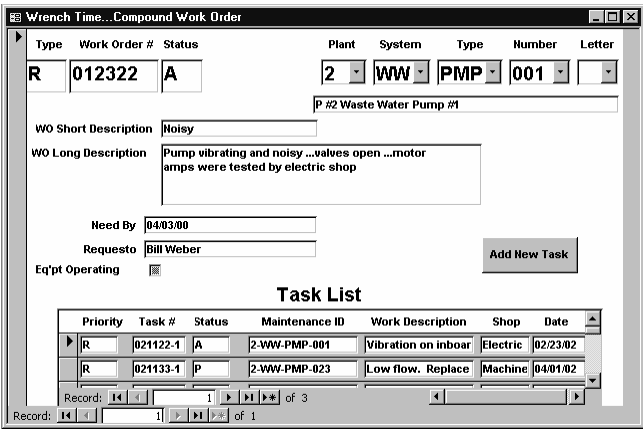 Wrench Time...Compound Work Order
Type Work Order # Status Plant System Type Number Letter
R 012322 A 2 WW PMP 001
P #2 Waste Water Pump #1
WO Short Description Noisy
WO Long Description Pump vibrating and noisy ...valves open ...motor
amps were tested by electric shop
Need By 04/03/00
Requesto Bill Weber
Add New Task
Eq'pt Operating
Task List
Priority Task # Status Maintenance ID Work Description Shop Date
R 021122-1 A 2-WW-PMP-001 Vibration on inboar Electric 02/23/02
R 021133-1 P 2-WW-PMP-023 Low flow. Replace Machine 04/01/02
Record: 1 of 3
Record: 1 of 1